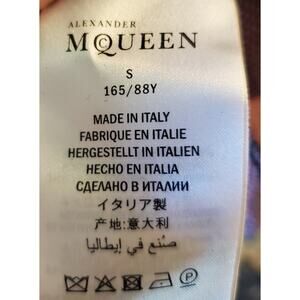 ALEXANDER
McQUEEN
S
165/88Y
MADE IN ITALY
FABRIQUE EN ITALIE
HERGESTELLT IN ITALIEN
HECHO EN ITALIA
СДЕЛАНО В ИТАЛИИ
イタリア製
产地:意大利
صنع في إيطاليا